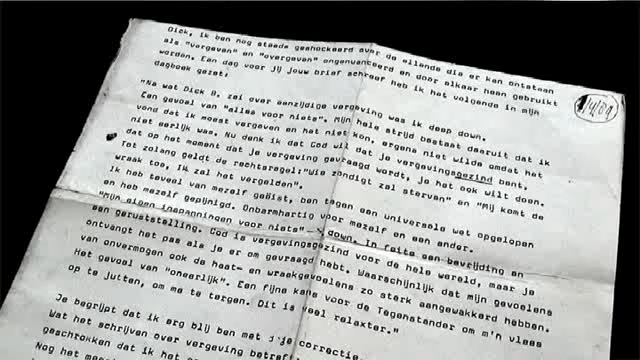 Dick, ik ben nog steeds geshockeerd over de ellende die er kan ontstaan
als "vergeven" en "overgeven" ongenuanceerd en door elkaar heen gebruikt
worden. Een dag voor jij jouw brief schreef heb ik het volgende in mijn
dagboek gezet:
1/4/89
"Na wat Dick B. zei over eenzijdige vergeving was ik deep down.
Een gevoel van "alles voor niets". Mijn hele strijd bestaat daaruit dat ik
vond dat ik moest vergeven en het niet kon, ergens niet wilde omdat het
niet eerlijk was. Nu denk ik dat God wil dat je vergevingsgezind bent,
dat op het moment dat je vergeving gevraagd wordt, je het ook wilt doen.
Tot zolang geldt de rechtsregel:"Wie zondigt zal sterven" en "Mij komt de
wraak toe, Ik zal het vergelden".
Ik heb teveel van mezelf geëist, ben tegen een universele wet opgelopen
en heb mezelf gepijnigd. Onbarmhartig voor mezelf en een ander.
"Mijn eigen inspanningen voor niets" - down. In feite een bevrijding en
een geruststelling. God is vergevingsgezind voor de hele wereld, maar je
ontvangt het pas als je er om gevraagd hebt. Waarschijnlijk dat mijn gevoelens
van onvermogen ook de haat- en wraakgevoelens zo sterk aangewakkerd hebben.
Het gevoel van "oneerlijk". Een fijne kans voor de Tegenstander om m'n vlees
op te jutten, om me te tergen. Dit is veel relaxter."
Je begrijpt dat ik erg blij ben met je correctie.
Wat het schrijven over vergeving betreft
geschrokken dat ik het
Nog het